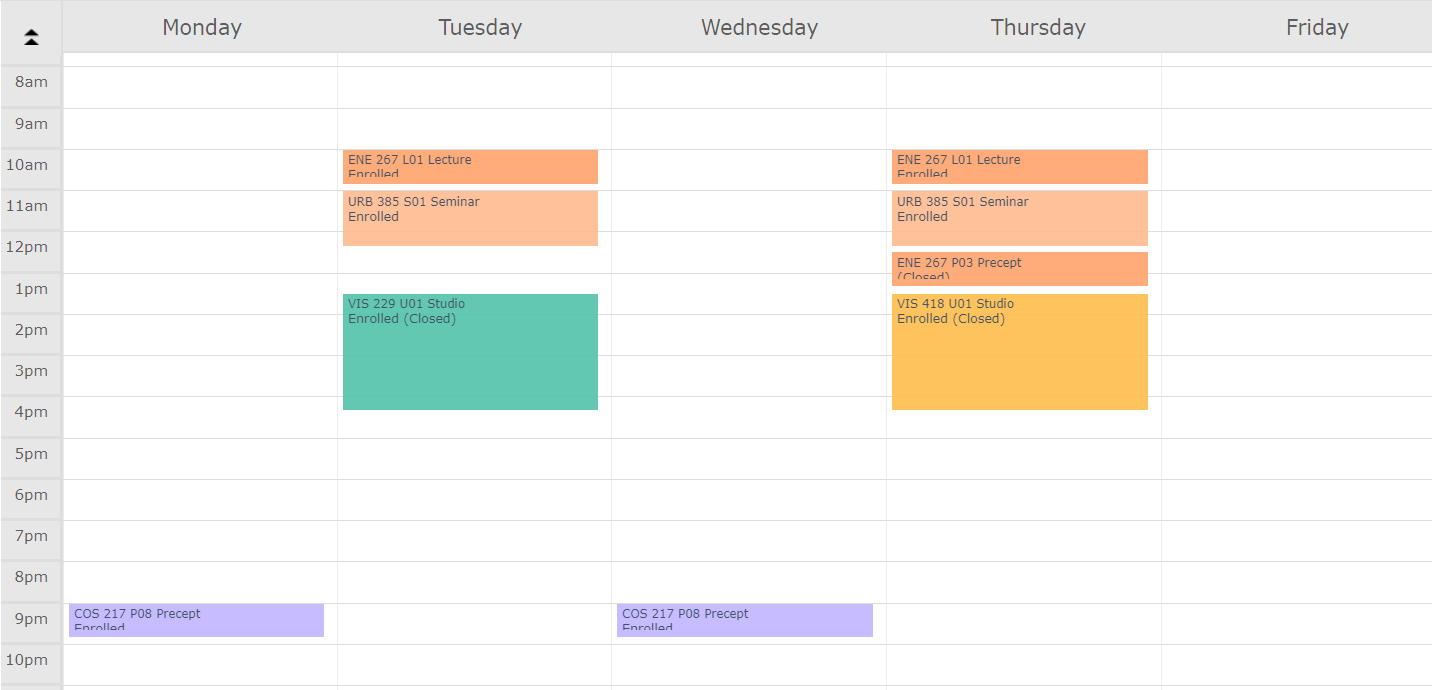 Monday Tuesday Wednesday Thursday Friday
8am
9am
10am
ENE 267 L01 Lecture
Enrolled
ENE 267 L01 Lecture
Enrolled
11am
URB 385 S01 Seminar
Enrolled
URB 385 S01 Seminar
Enrolled
12pm
ENE 267 P03 Precept
(Closed)
1pm
VIS 229 U01 Studio
Enrolled (Closed)
VIS 418 U01 Studio
Enrolled (Closed)
2pm
3pm
4pm
5pm
6pm
7pm
8pm
9pm
COS 217 P08 Precept
Enrolled
COS 217 P08 Precept
Enrolled
10pm